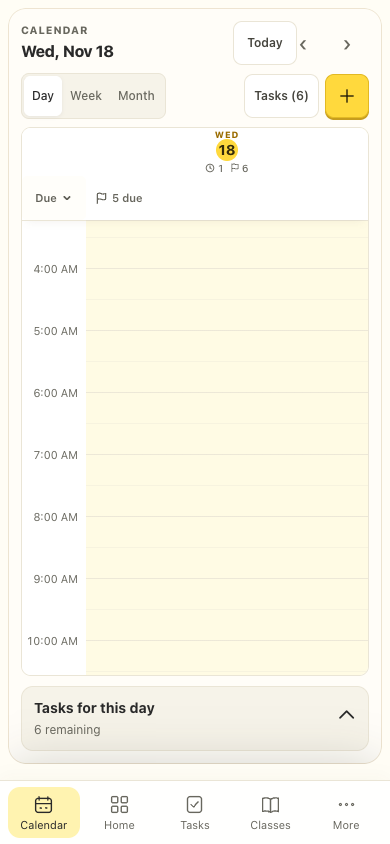 CALENDAR
Wed, Nov 18
Today
Day Week Month
Tasks (6)
WED
18
1 6
Due
5 due
4:00 AM
5:00 AM
6:00 AM
7:00 AM
8:00 AM
9:00 AM
10:00 AM
Tasks for this day
6 remaining
Calendar Home Tasks Classes More